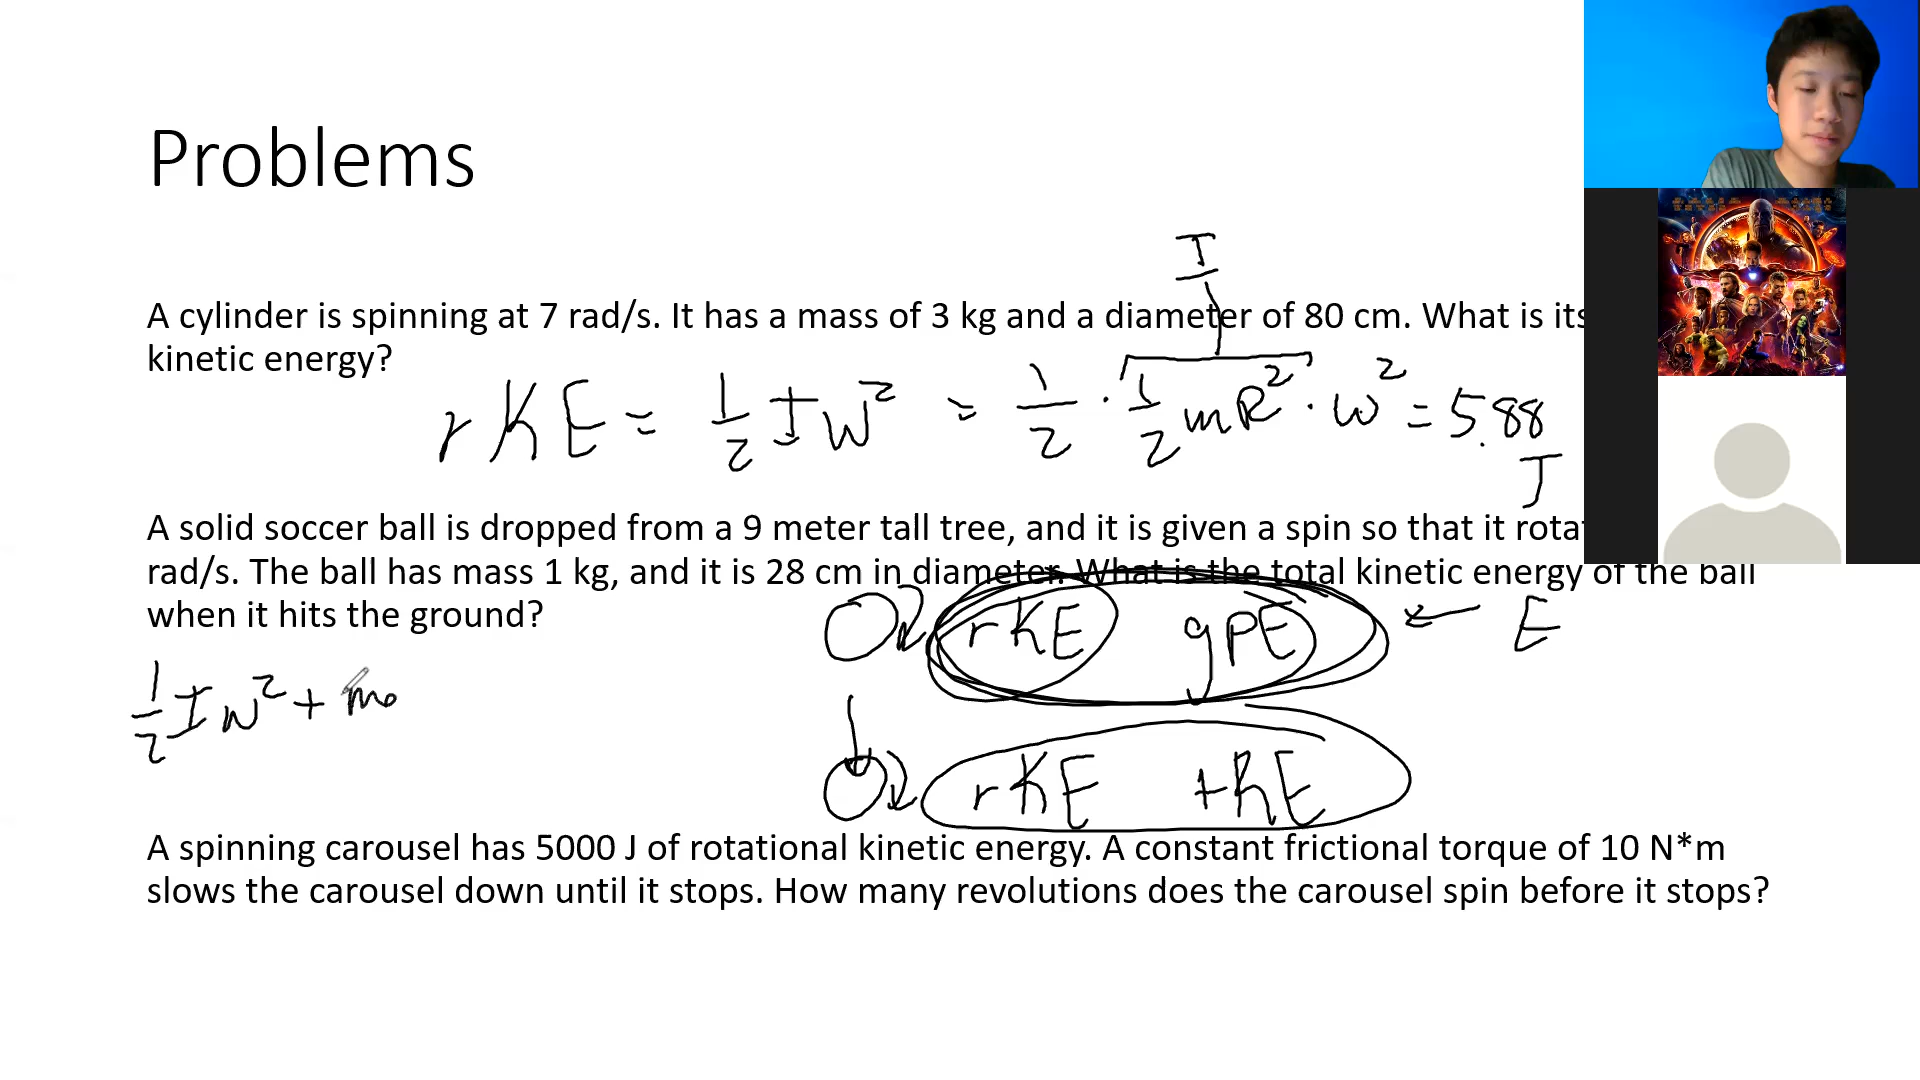 Problems
I
A cylinder is spinning at 7 rad/s. It has a mass of 3 kg and a diameter of 80 cm. What is its
kinetic energy?
rKE = 1/2 Iw² = 1/2 · 1/2 mR² · w² = 5.88
J
A solid soccer ball is dropped from a 9 meter tall tree, and it is given a spin so that it rota
rad/s. The ball has mass 1 kg, and it is 28 cm in diameter. What is the total kinetic energy of the ball
when it hits the ground?
rKE gPE ← E
1/2 Iw² + m
rKE tKE
A spinning carousel has 5000 J of rotational kinetic energy. A constant frictional torque of 10 N*m
slows the carousel down until it stops. How many revolutions does the carousel spin before it stops?